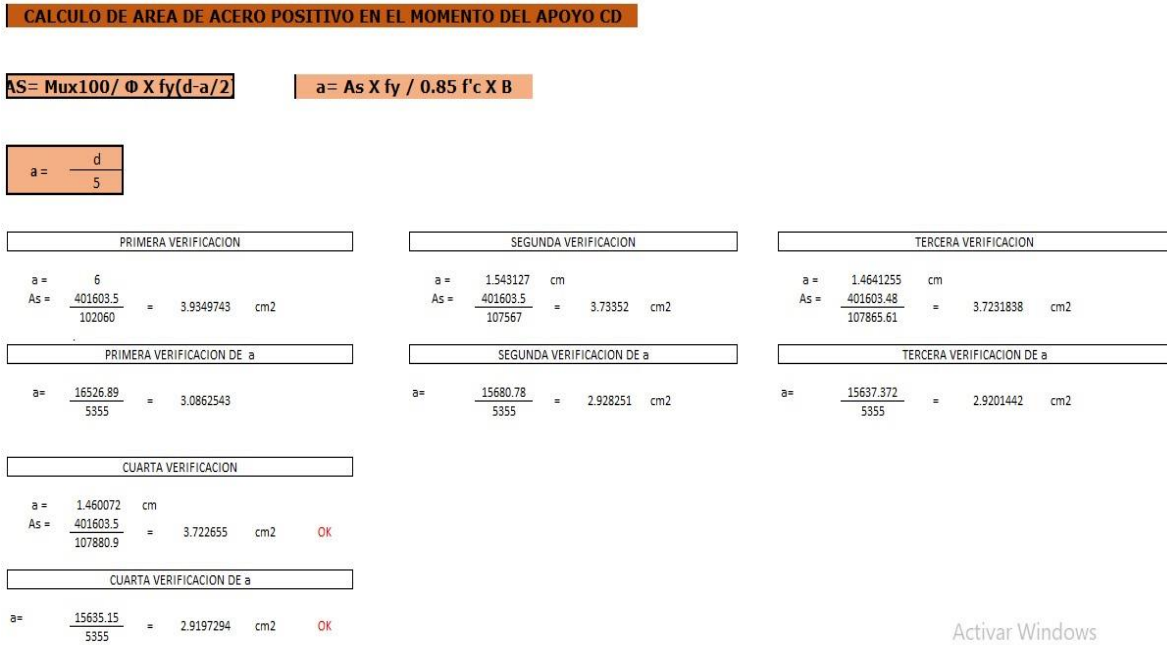 CALCULO DE AREA DE ACERO POSITIVO EN EL MOMENTO DEL APOYO CD
AS= Mux100/ Φ X fy(d-a/2)
a= As X fy / 0.85 f'c X B
a = d
5
PRIMERA VERIFICACION
a = 6
As = 401603.5 = 3.9349743 cm2
102060
PRIMERA VERIFICACION DE a
a= 16526.89 = 3.0862543
5355
SEGUNDA VERIFICACION
a = 1.543127 cm
As = 401603.5 = 3.73352 cm2
107567
SEGUNDA VERIFICACION DE a
a= 15680.78 = 2.928251 cm2
5355
TERCERA VERIFICACION
a = 1.4641255 cm
As = 401603.48 = 3.7231838 cm2
107865.61
TERCERA VERIFICACION DE a
a= 15637.372 = 2.9201442 cm2
5355
CUARTA VERIFICACION
a = 1.460072 cm
As = 401603.5 = 3.722655 cm2 OK
107880.9
CUARTA VERIFICACION DE a
a= 15635.15 = 2.9197294 cm2 OK
5355
Activar Windows